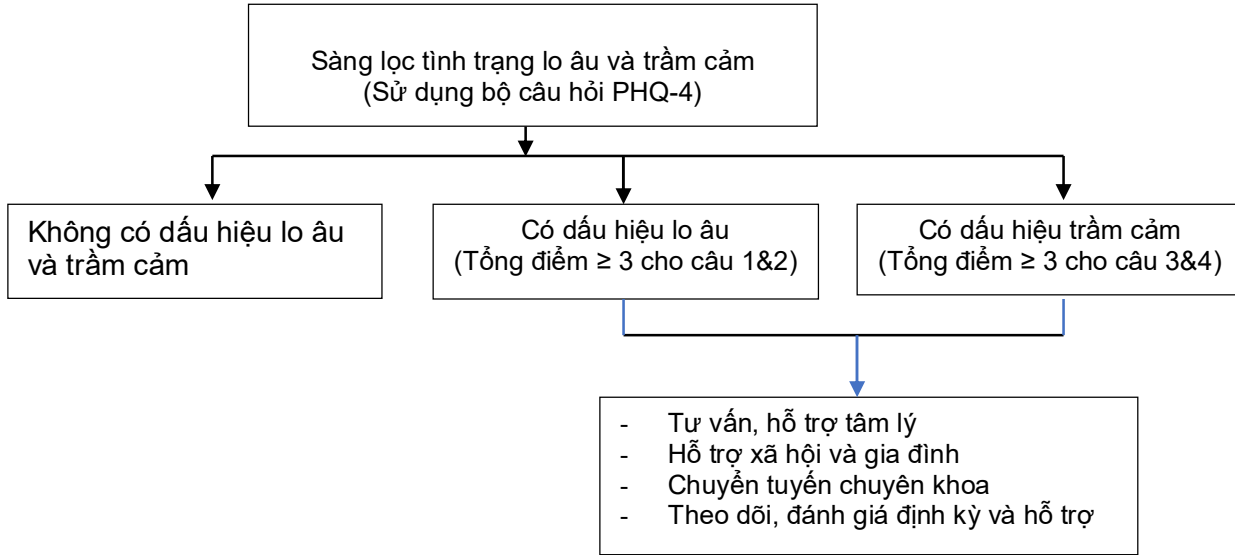 Sàng lọc tình trạng lo âu và trầm cảm
(Sử dụng bộ câu hỏi PHQ-4)
Không có dấu hiệu lo âu
và trầm cảm
Có dấu hiệu lo âu
(Tổng điểm ≥ 3 cho câu 1&2)
Có dấu hiệu trầm cảm
(Tổng điểm ≥ 3 cho câu 3&4)
- Tư vấn, hỗ trợ tâm lý
- Hỗ trợ xã hội và gia đình
- Chuyển tuyến chuyên khoa
- Theo dõi, đánh giá định kỳ và hỗ trợ